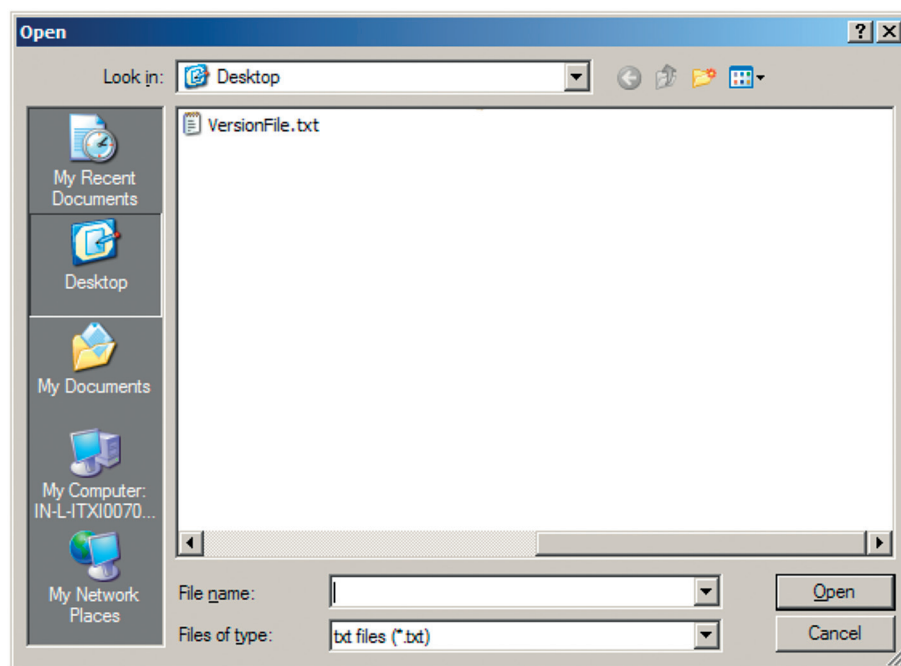 Open
Look in:
Desktop
VersionFile.txt
My Recent
Documents
Desktop
My Documents
My Computer:
IN-L-ITXI0070...
My Network
Places
File name:
Open
Files of type:
txt files (*.txt)
Cancel